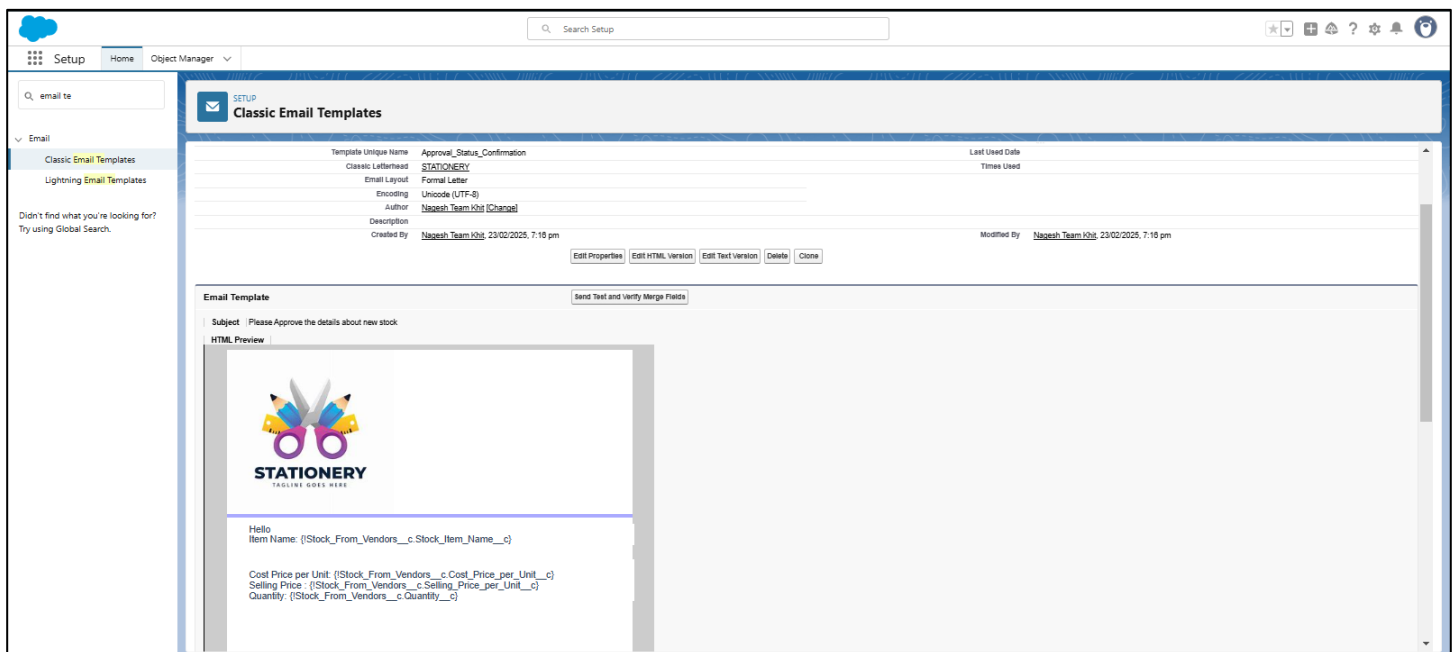 Search Setup
Setup
Home
Object Manager
email te
Email
Classic Email Templates
Lightning Email Templates
Didn't find what you're looking for?
Try using Global Search.
SETUP
Classic Email Templates
Template Unique Name Approval_Status_Confirmation
Last Used Date
Classic Letterhead STATIONERY
Times Used
Email Layout Formal Letter
Encoding Unicode (UTF-8)
Author Nagesh Team Khit [Change]
Description
Created By Nagesh Team Khit, 23/02/2025, 7:16 pm
Modified By Nagesh Team Khit, 23/02/2025, 7:16 pm
Edit Properties Edit HTML Version Edit Text Version Delete Clone
Email Template
Send Test and Verify Merge Fields
Subject Please Approve the details about new stock
HTML Preview
STATIONERY
TAGLINE GOES HERE
Hello
Item Name: {!Stock_From_Vendors__c.Stock_Item_Name__c}
Cost Price per Unit: {!Stock_From_Vendors__c.Cost_Price_per_Unit__c}
Selling Price : {!Stock_From_Vendors__c.Selling_Price_per_Unit__c}
Quantity: {!Stock_From_Vendors__c.Quantity__c}